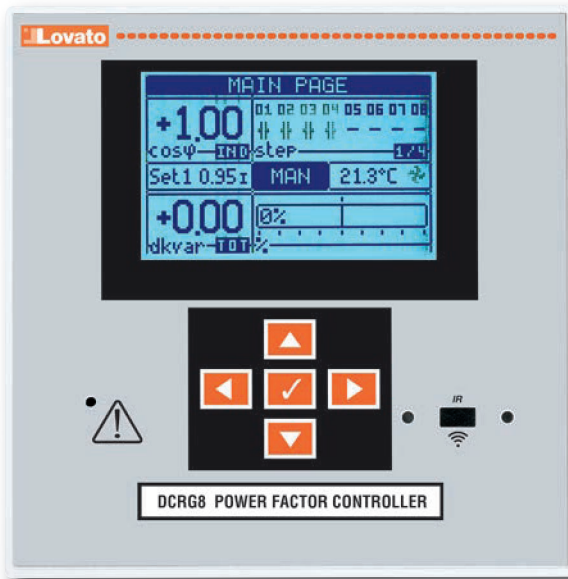 Lovato
MAIN PAGE
+1.00
01 02 03 04 05 06 07 08
cosφ IND step 1/4
Set1 0.95I MAN 21.3°C
+0.00
0%
dkvar TOT %
IR
DCRG8 POWER FACTOR CONTROLLER